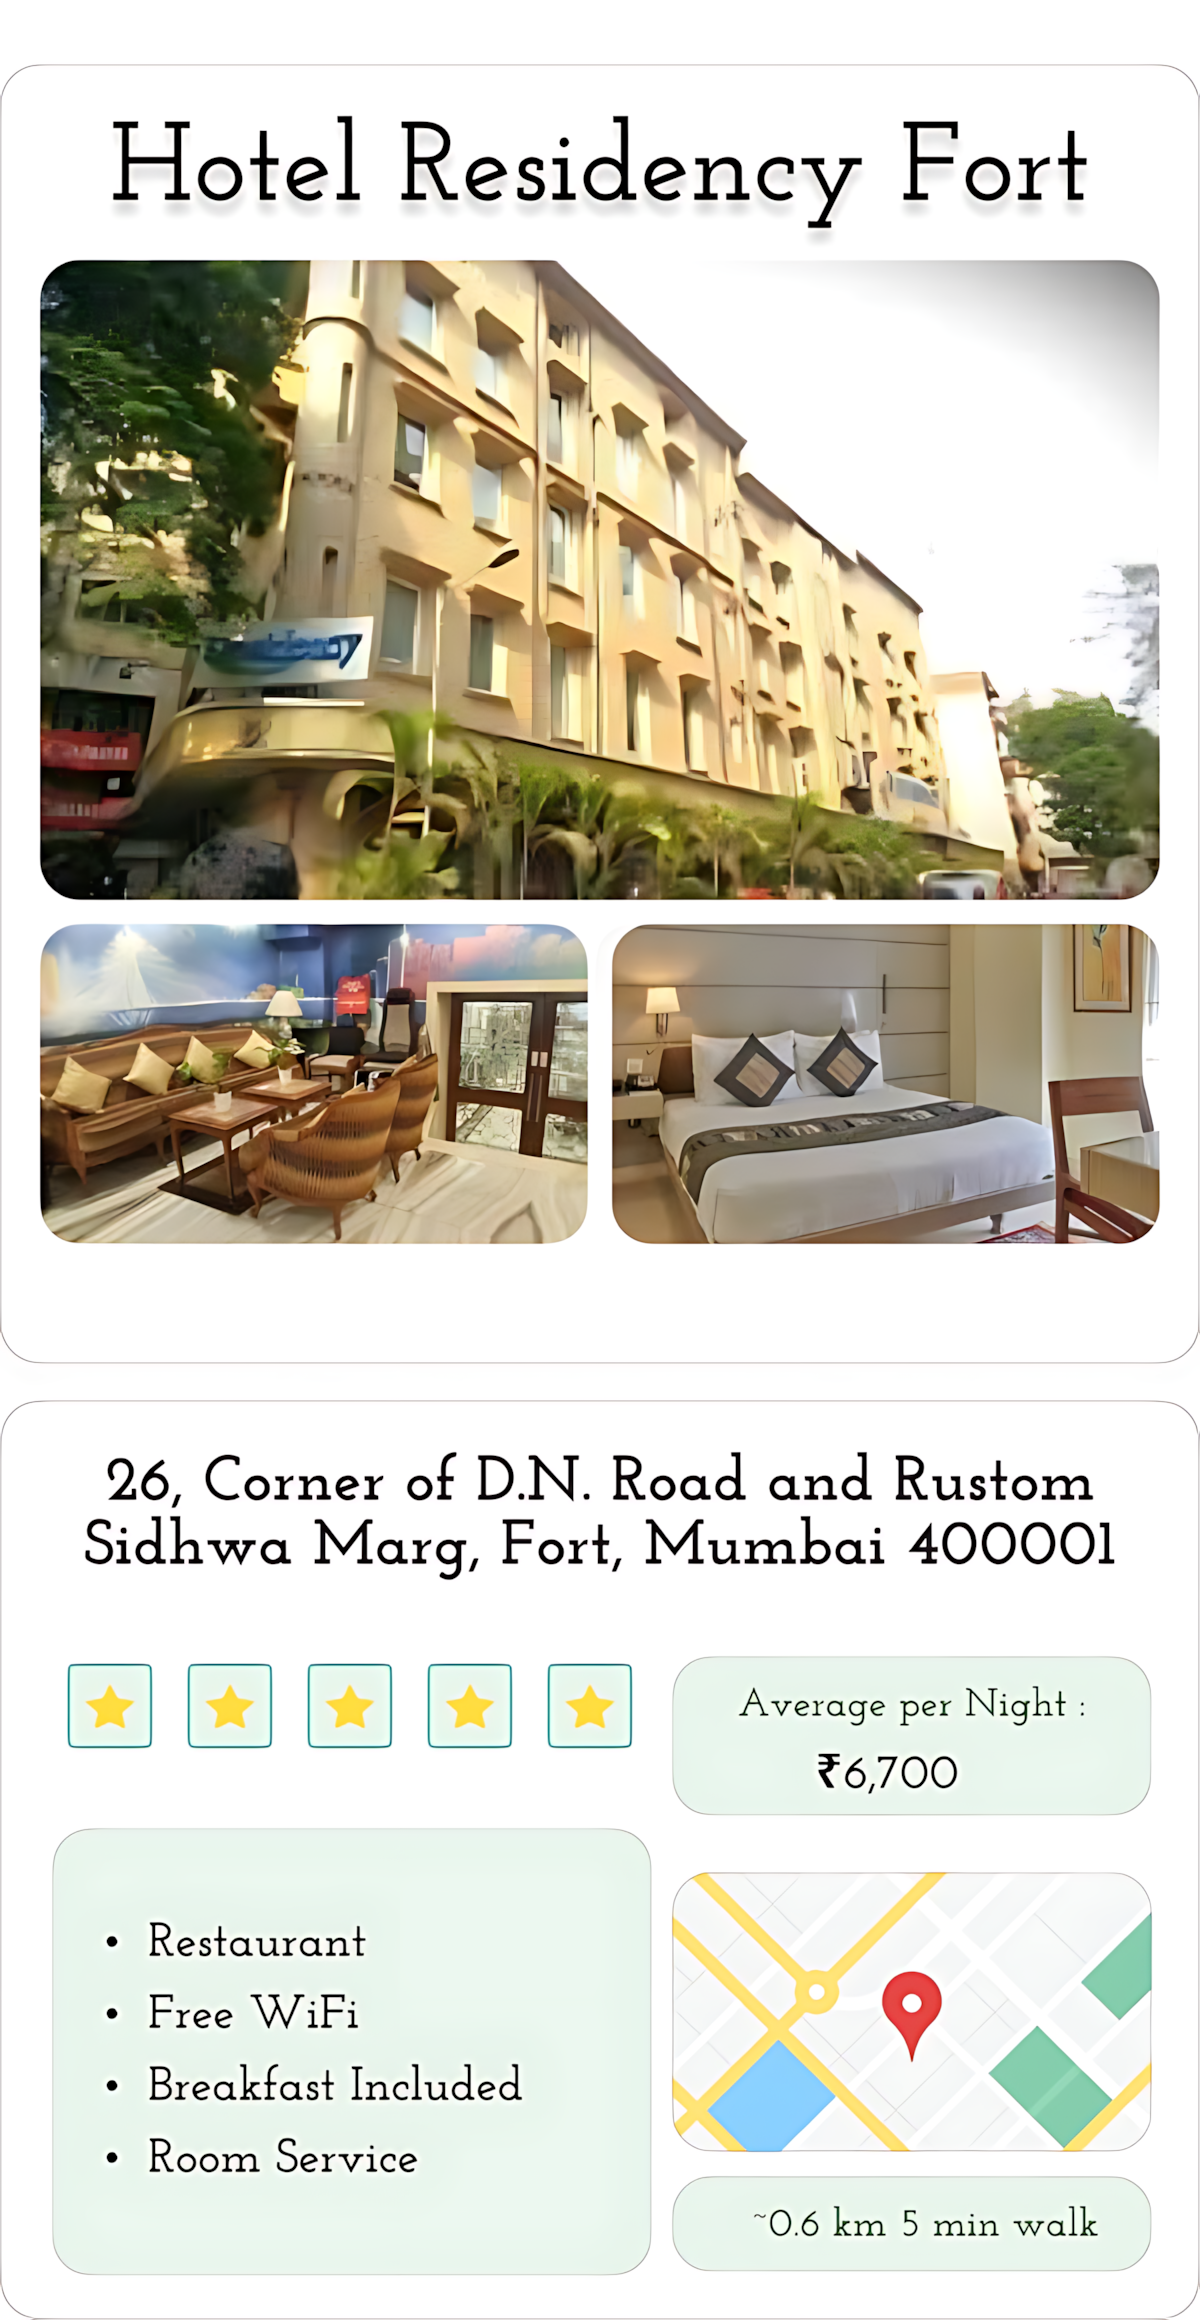 Hotel Residency Fort
26, Corner of D.N. Road and Rustom
Sidhwa Marg, Fort, Mumbai 400001
Average per Night :
₹6,700
• Restaurant
• Free WiFi
• Breakfast Included
• Room Service
~0.6 km 5 min walk